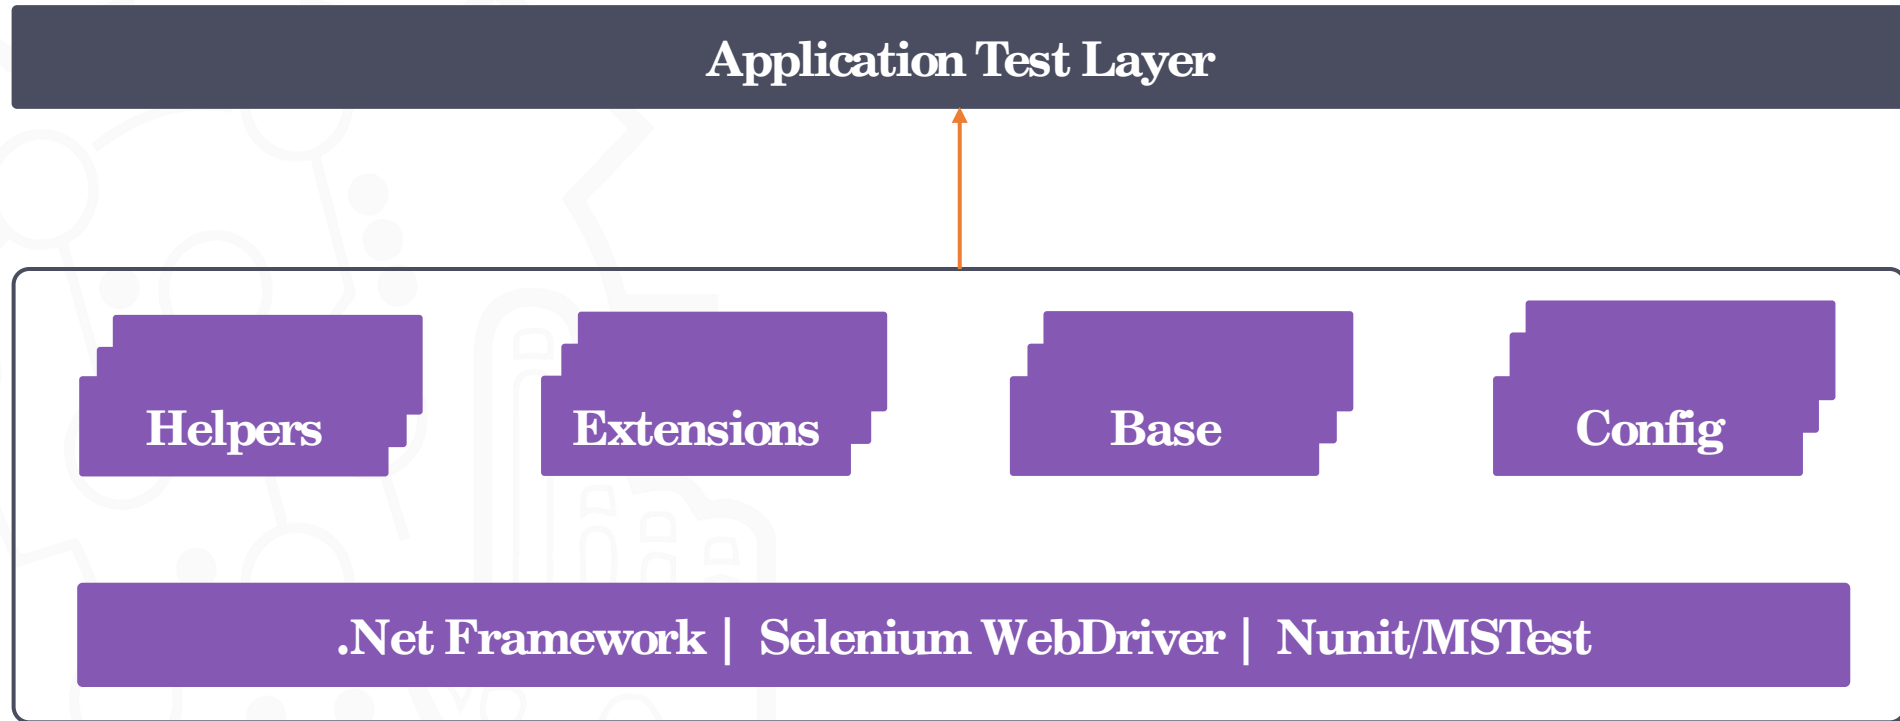 Application Test Layer
Helpers
Extensions
Base
Config
.Net Framework | Selenium WebDriver | Nunit/MSTest